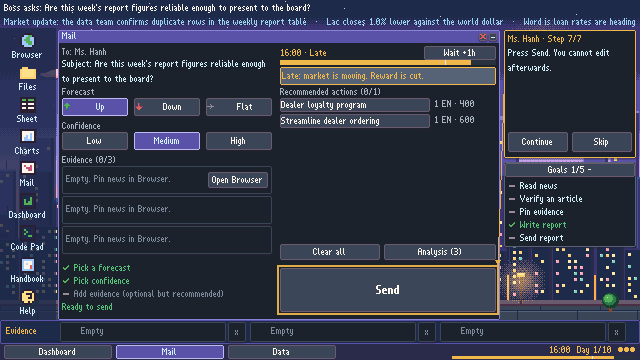 Boss asks: Are this week's report figures reliable enough to present to the board?
Market update: the data team confirms duplicate rows in the weekly report table · Lac closes 1.0% lower against the world dollar · Word is loan rates are heading
Browser
Files
Sheet
Charts
Mail
Dashboard
Code Pad
Handbook
Help
Mail
To: Ms. Hanh
Subject: Are this week's report figures reliable enough
to present to the board?
Forecast
Up
Down
Flat
Confidence
Low
Medium
High
Evidence (0/3)
Empty. Pin news in Browser.
Open Browser
Empty. Pin news in Browser.
Empty. Pin news in Browser.
Pick a forecast
Pick confidence
Add evidence (optional but recommended)
Ready to send
16:00 · Late
Wait +1h
Late: market is moving. Reward is cut.
Recommended actions (0/1)
Dealer loyalty program
1 EN · 400
Streamline dealer ordering
1 EN · 600
Clear all
Analysis (3)
Send
Ms. Hanh · Step 7/7
Press Send. You cannot edit
afterwards.
Continue
Skip
Goals 1/5 -
Read news
Verify an article
Pin evidence
Write report
Send report
Evidence
Empty
x
Empty
x
Empty
x
Dashboard
Mail
Data
16:00 Day 1/10